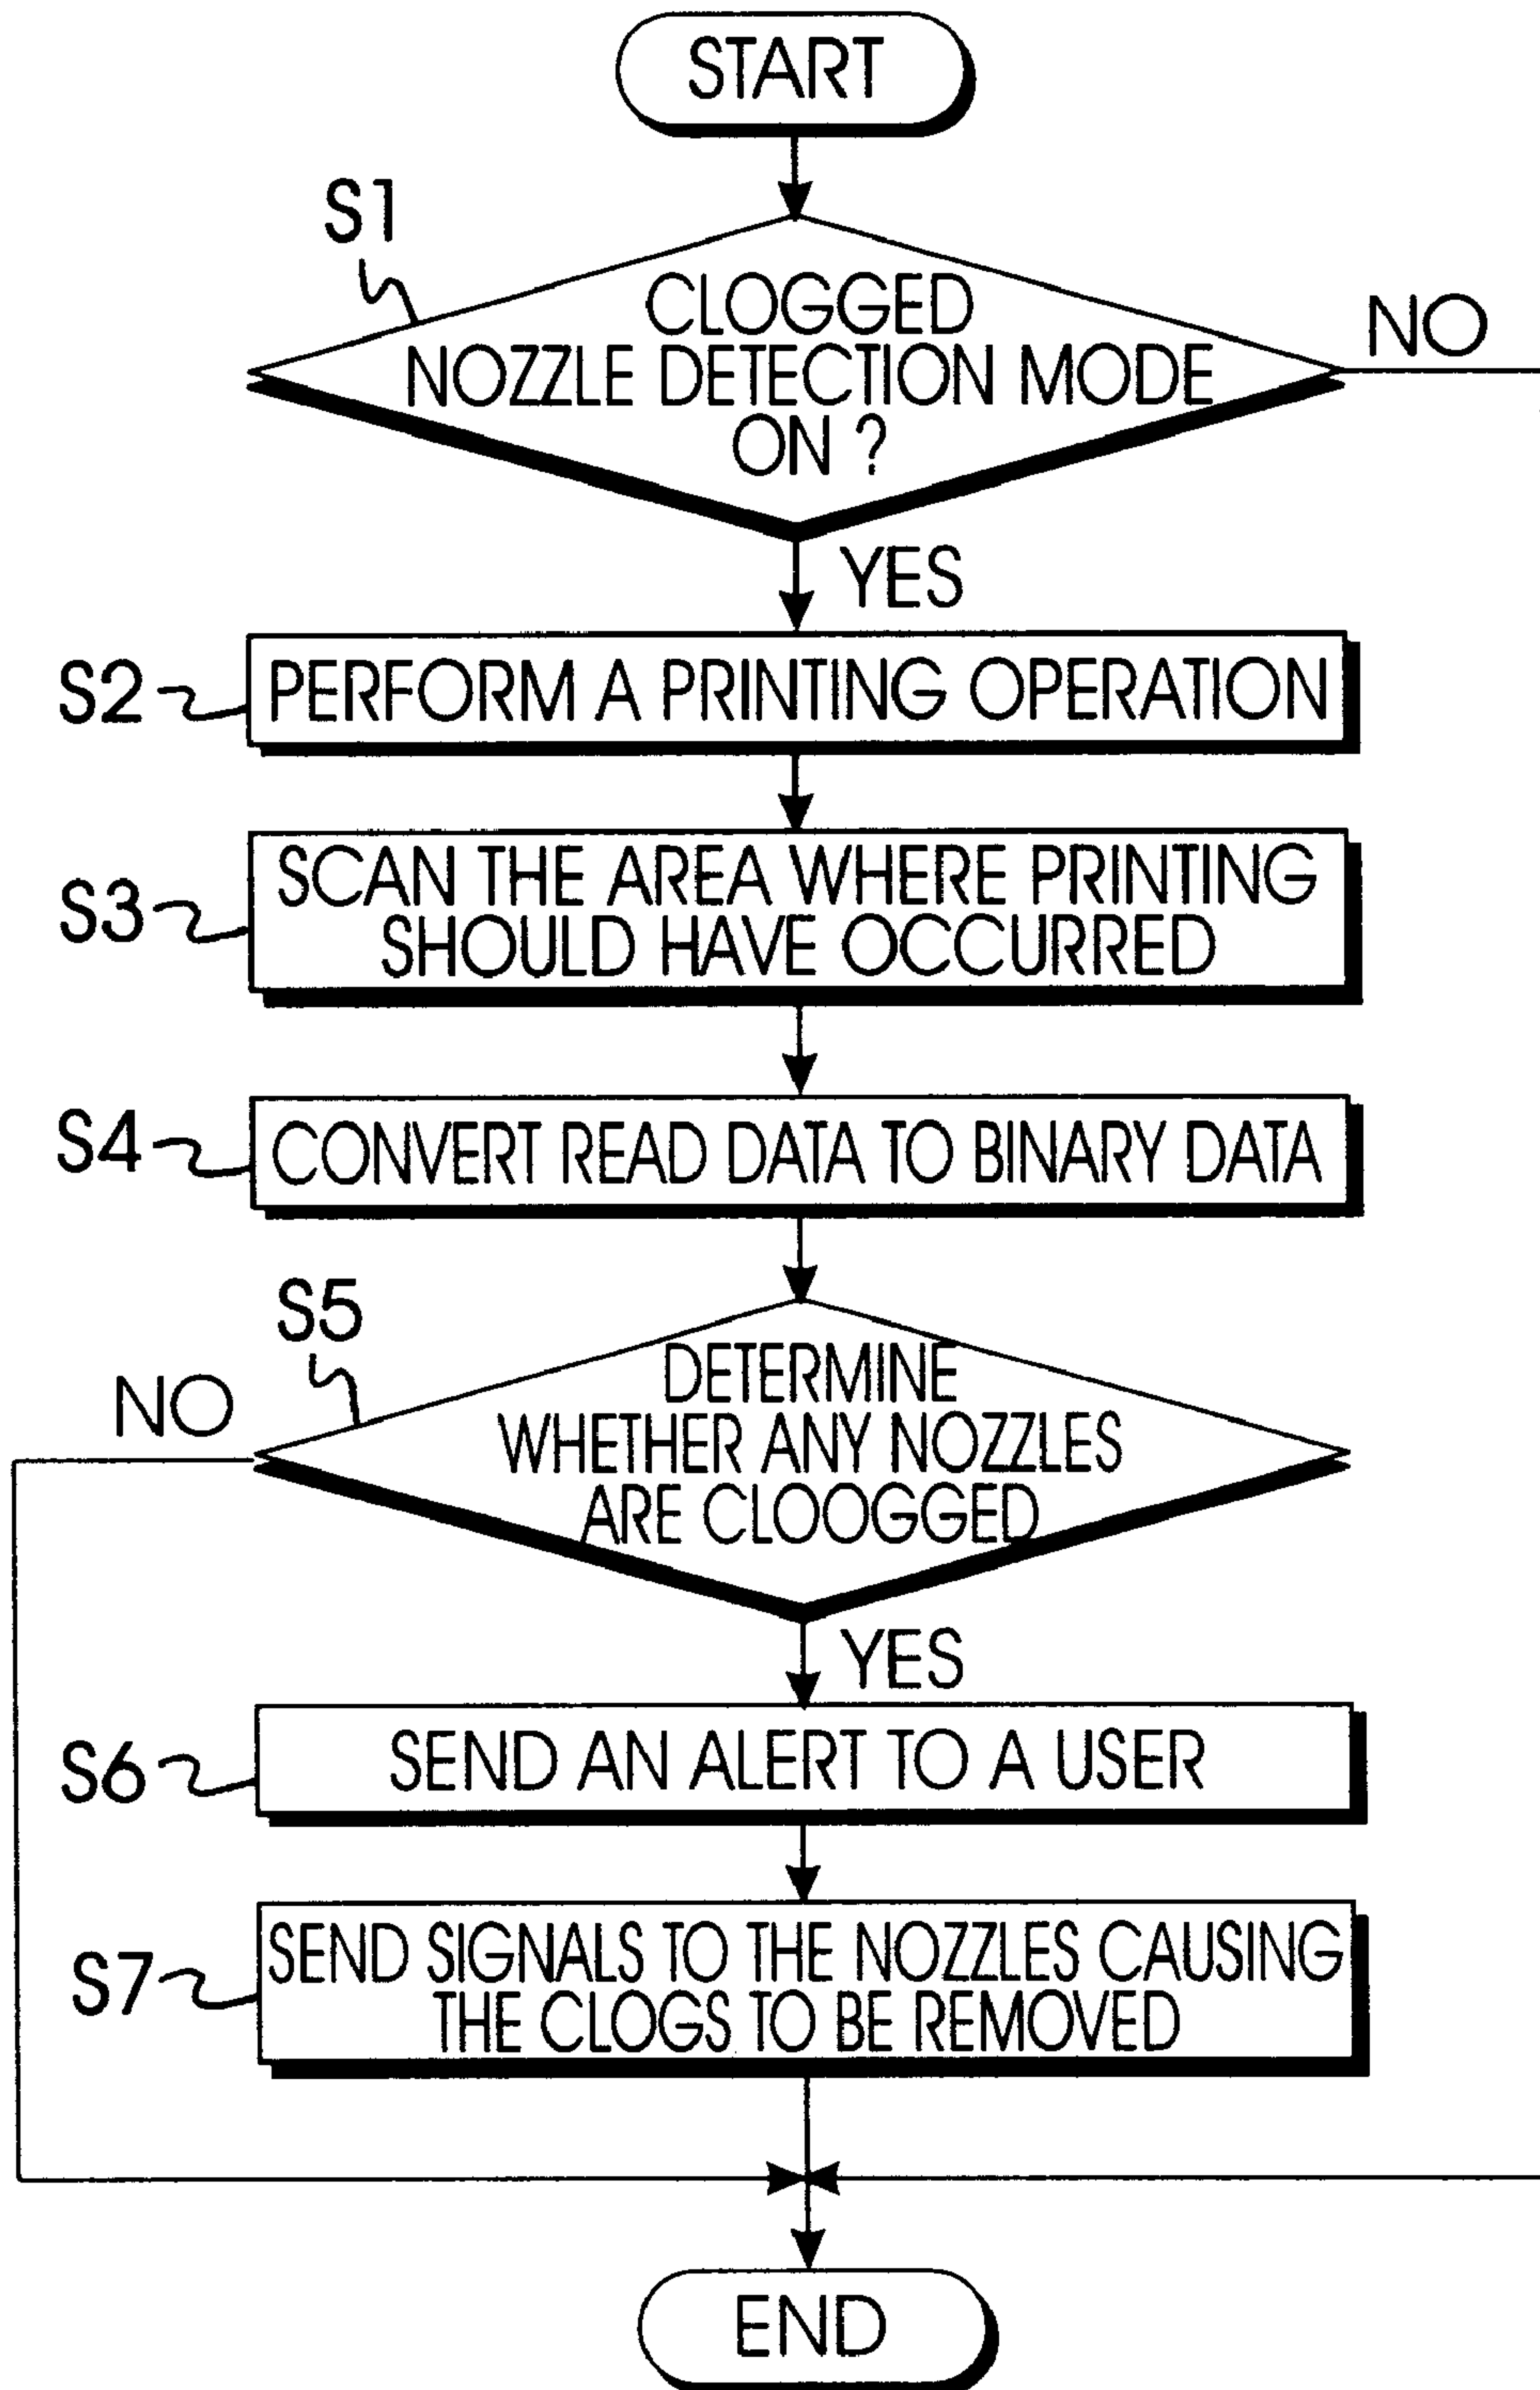 START
S1
CLOGGED
NOZZLE DETECTION MODE
ON ?
NO
YES
S2
PERFORM A PRINTING OPERATION
S3
SCAN THE AREA WHERE PRINTING
SHOULD HAVE OCCURRED
S4
CONVERT READ DATA TO BINARY DATA
S5
NO
DETERMINE
WHETHER ANY NOZZLES
ARE CLOOGGED
YES
S6
SEND AN ALERT TO A USER
S7
SEND SIGNALS TO THE NOZZLES CAUSING
THE CLOGS TO BE REMOVED
END